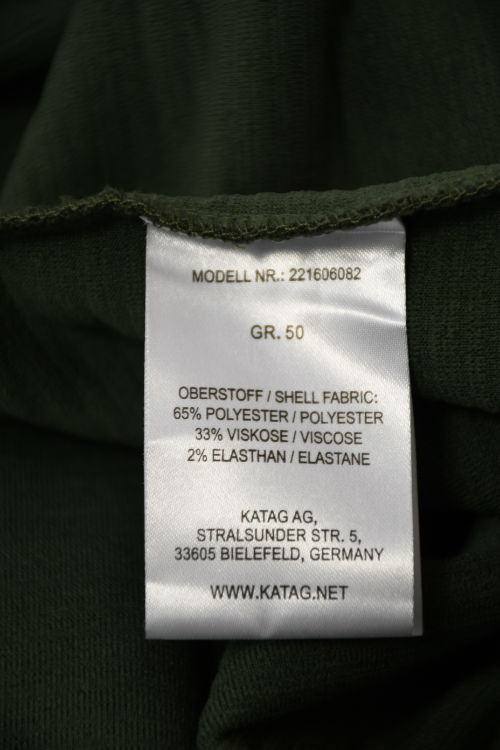 MODELL NR.: 221606082
GR. 50
OBERSTOFF / SHELL FABRIC:
65% POLYESTER / POLYESTER
33% VISKOSE / VISCOSE
2% ELASTHAN / ELASTANE
KATAG AG,
STRALSUNDER STR. 5,
33605 BIELEFELD, GERMANY
WWW.KATAG.NET